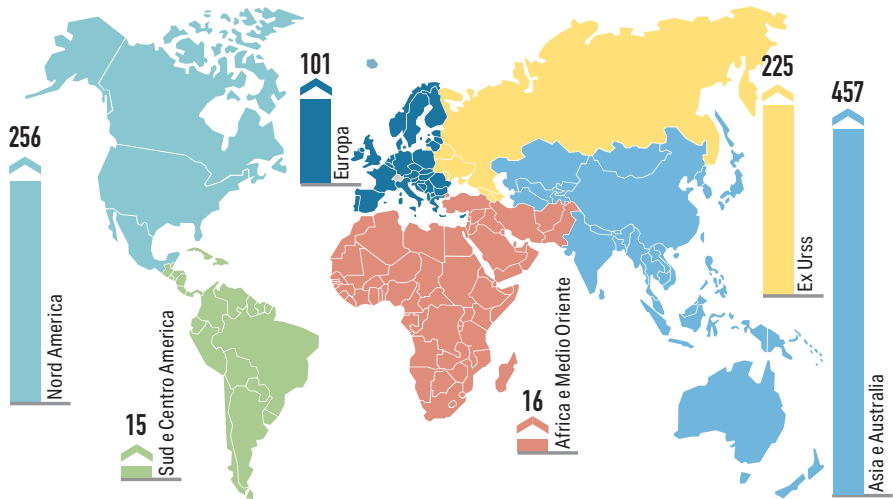 256
Nord America
15
Sud e Centro America
101
Europa
16
Africa e Medio Oriente
225
Ex Urss
457
Asia e Australia